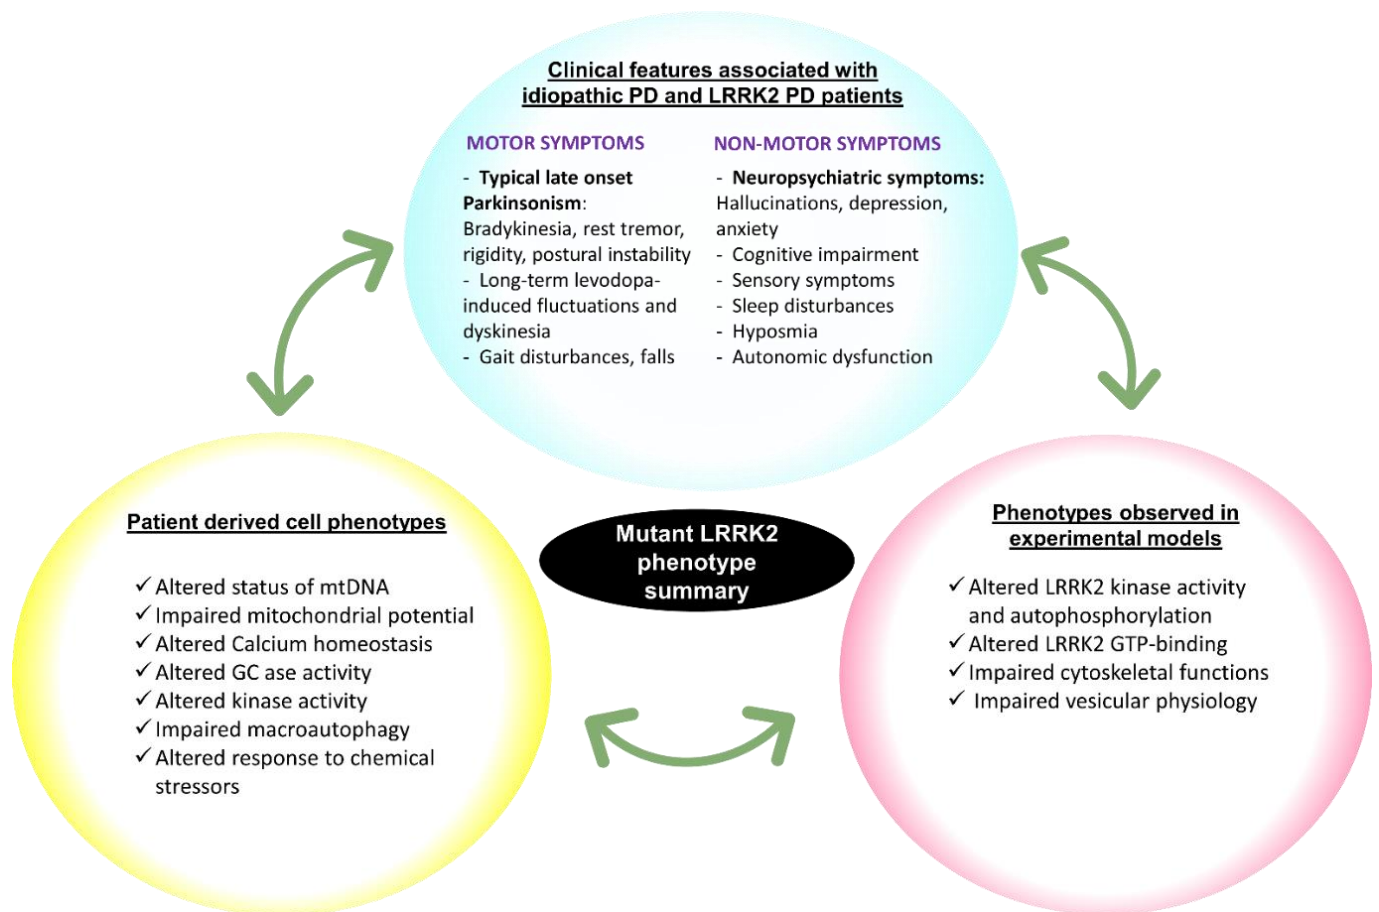 Clinical features associated with
idiopathic PD and LRRK2 PD patients
MOTOR SYMPTOMS
- Typical late onset
Parkinsonism:
Bradykinesia, rest tremor,
rigidity, postural instability
- Long-term levodopa-
induced fluctuations and
dyskinesia
- Gait disturbances, falls
NON-MOTOR SYMPTOMS
- Neuropsychiatric symptoms:
Hallucinations, depression,
anxiety
- Cognitive impairment
- Sensory symptoms
- Sleep disturbances
- Hyposmia
- Autonomic dysfunction
Patient derived cell phenotypes
✓ Altered status of mtDNA
✓ Impaired mitochondrial potential
✓ Altered Calcium homeostasis
✓ Altered GC ase activity
✓ Altered kinase activity
✓ Impaired macroautophagy
✓ Altered response to chemical
stressors
Mutant LRRK2
phenotype
summary
Phenotypes observed in
experimental models
✓ Altered LRRK2 kinase activity
and autophosphorylation
✓ Altered LRRK2 GTP-binding
✓ Impaired cytoskeletal functions
✓ Impaired vesicular physiology